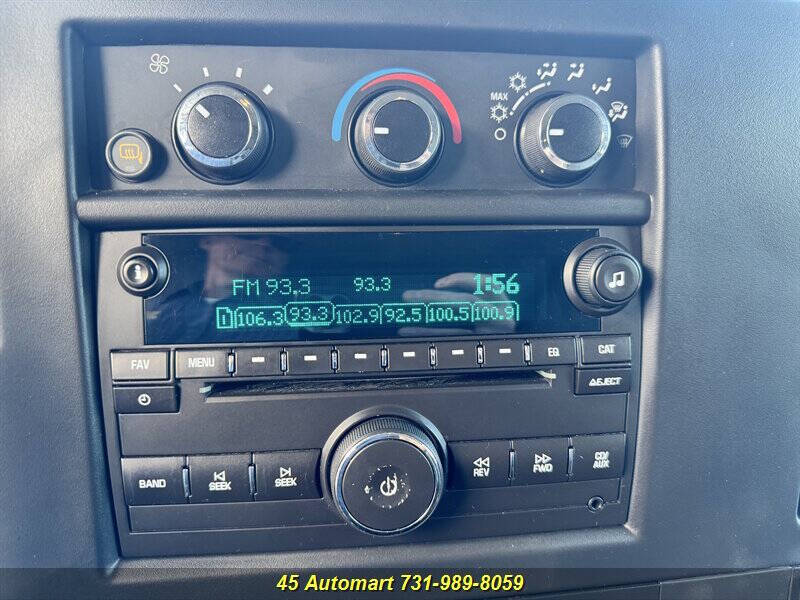 MAX
FM 93.3 93.3 1:56
1 106.3 93.3 102.9 92.5 100.5 100.9
FAV MENU EQ CAT
EJECT
BAND SEEK SEEK REV FWD CD/AUX
45 Automart 731-989-8059